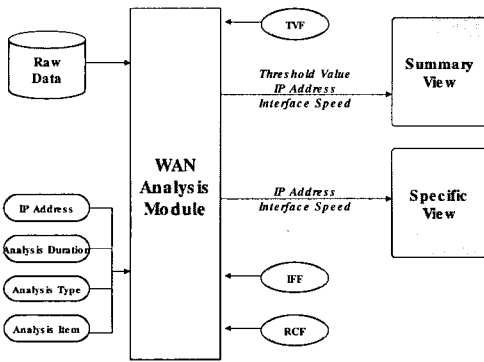 Raw
Data
TVF
Threshold Value
IP Address
Interface Speed
Summary
View
WAN
Analysis
Module
IP Address
Analysis Duration
Analysis Type
Analysis Item
IP Address
Interface Speed
Specific
View
IFF
RCF